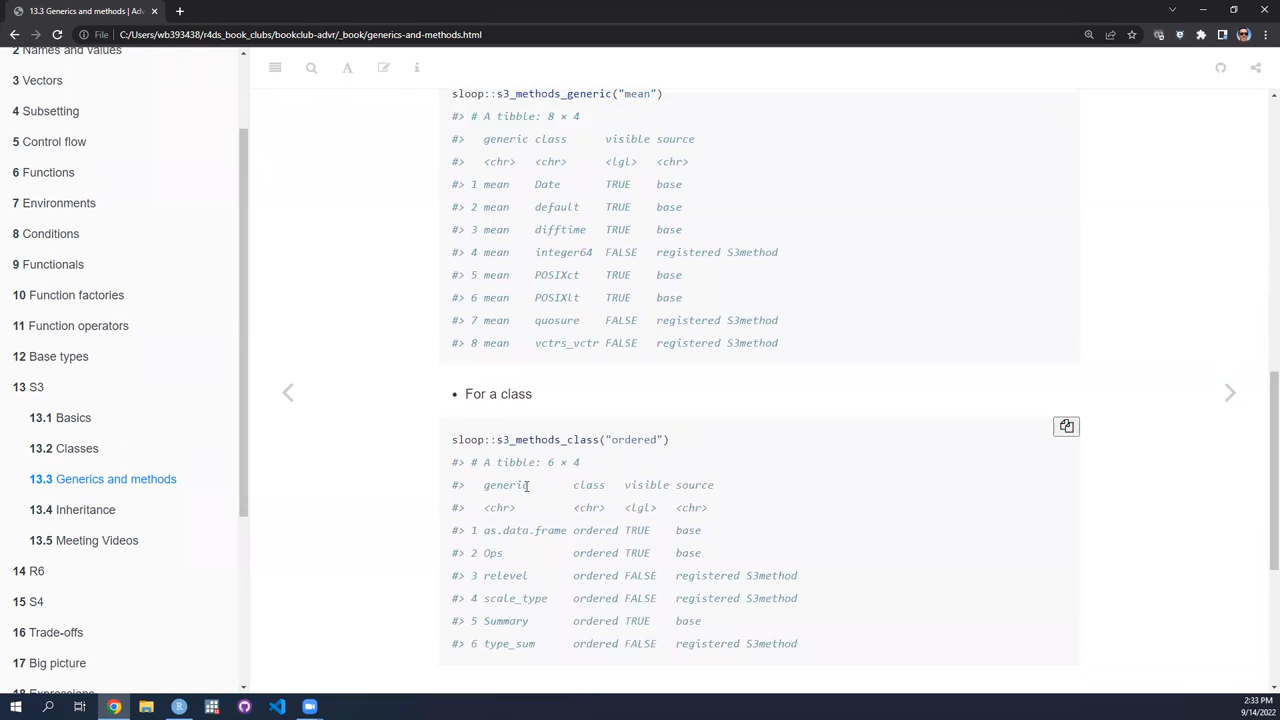 13.3 Generics and methods | Adv
File C:/Users/wb393438/r4ds_book_clubs/bookclub-advr/_book/generics-and-methods.html
2 Names and Values
3 Vectors
4 Subsetting
5 Control flow
6 Functions
7 Environments
8 Conditions
9 Functionals
10 Function factories
11 Function operators
12 Base types
13 S3
13.1 Basics
13.2 Classes
13.3 Generics and methods
13.4 Inheritance
13.5 Meeting Videos
14 R6
15 S4
16 Trade-offs
17 Big picture
18 Expressions
sloop::s3_methods_generic("mean")
#> # A tibble: 8 × 4
#> generic class visible source
#> <chr> <chr> <lgl> <chr>
#> 1 mean Date TRUE base
#> 2 mean default TRUE base
#> 3 mean difftime TRUE base
#> 4 mean integer64 FALSE registered S3method
#> 5 mean POSIXct TRUE base
#> 6 mean POSIXlt TRUE base
#> 7 mean quosure FALSE registered S3method
#> 8 mean vctrs_vctr FALSE registered S3method
• For a class
sloop::s3_methods_class("ordered")
#> # A tibble: 6 × 4
#> generic class visible source
#> <chr> <chr> <lgl> <chr>
#> 1 as.data.frame ordered TRUE base
#> 2 Ops ordered TRUE base
#> 3 relevel ordered FALSE registered S3method
#> 4 scale_type ordered FALSE registered S3method
#> 5 Summary ordered TRUE base
#> 6 type_sum ordered FALSE registered S3method
2:33 PM
9/14/2022